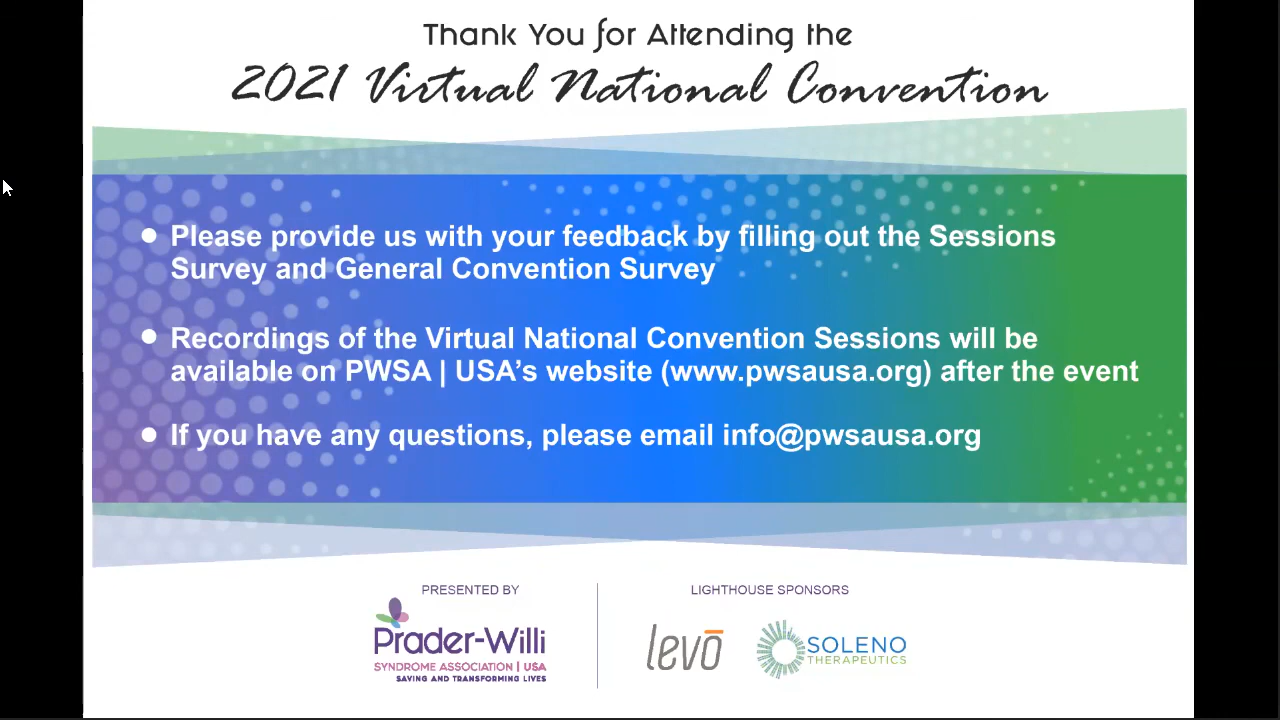 Thank You for Attending the
2021 Virtual National Convention
• Please provide us with your feedback by filling out the Sessions
Survey and General Convention Survey
• Recordings of the Virtual National Convention Sessions will be
available on PWSA | USA’s website (www.pwsausa.org) after the event
• If you have any questions, please email info@pwsausa.org
PRESENTED BY
Prader-Willi
SYNDROME ASSOCIATION | USA
SAVING AND TRANSFORMING LIVES
LIGHTHOUSE SPONSORS
levō
SOLENO
THERAPEUTICS